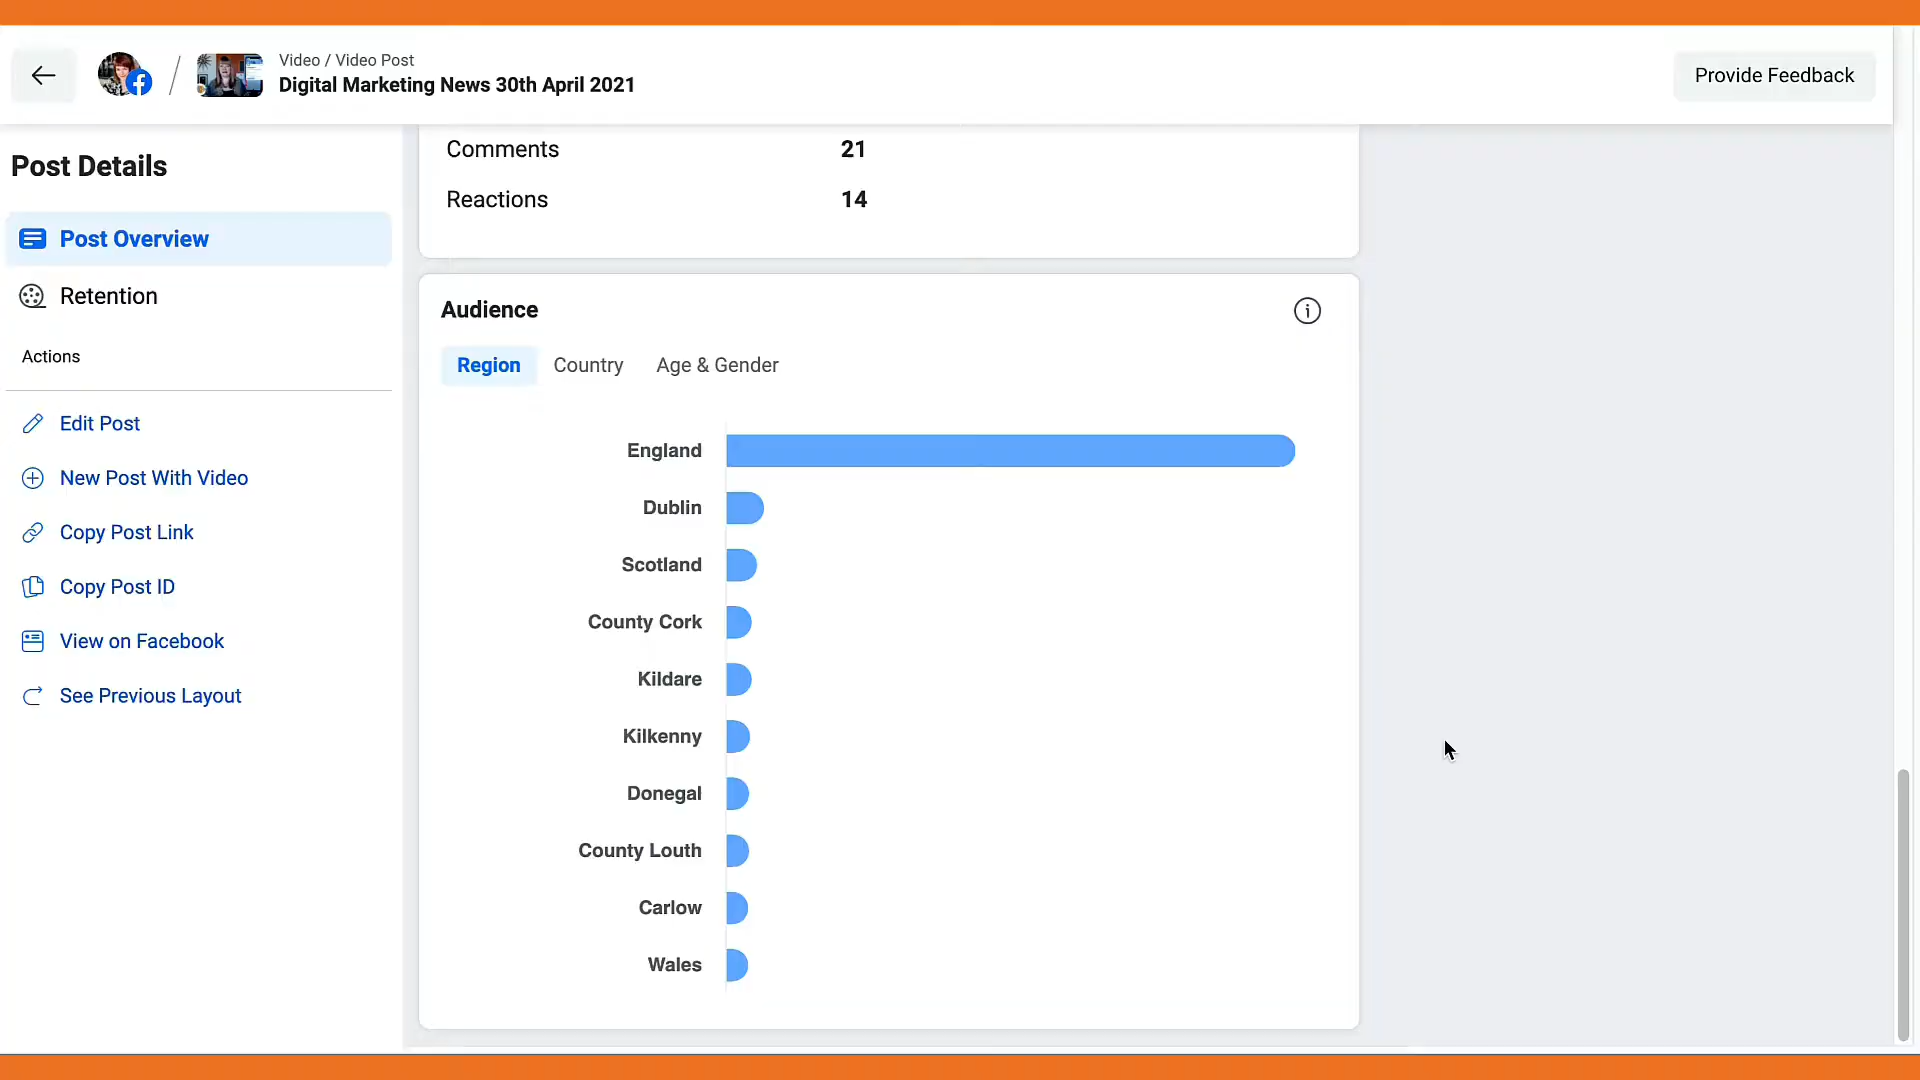 Video / Video Post
Digital Marketing News 30th April 2021
Provide Feedback
Post Details
Post Overview
Retention
Actions
Edit Post
New Post With Video
Copy Post Link
Copy Post ID
View on Facebook
See Previous Layout
Comments 21
Reactions 14
Audience
Region Country Age & Gender
England
Dublin
Scotland
County Cork
Kildare
Kilkenny
Donegal
County Louth
Carlow
Wales